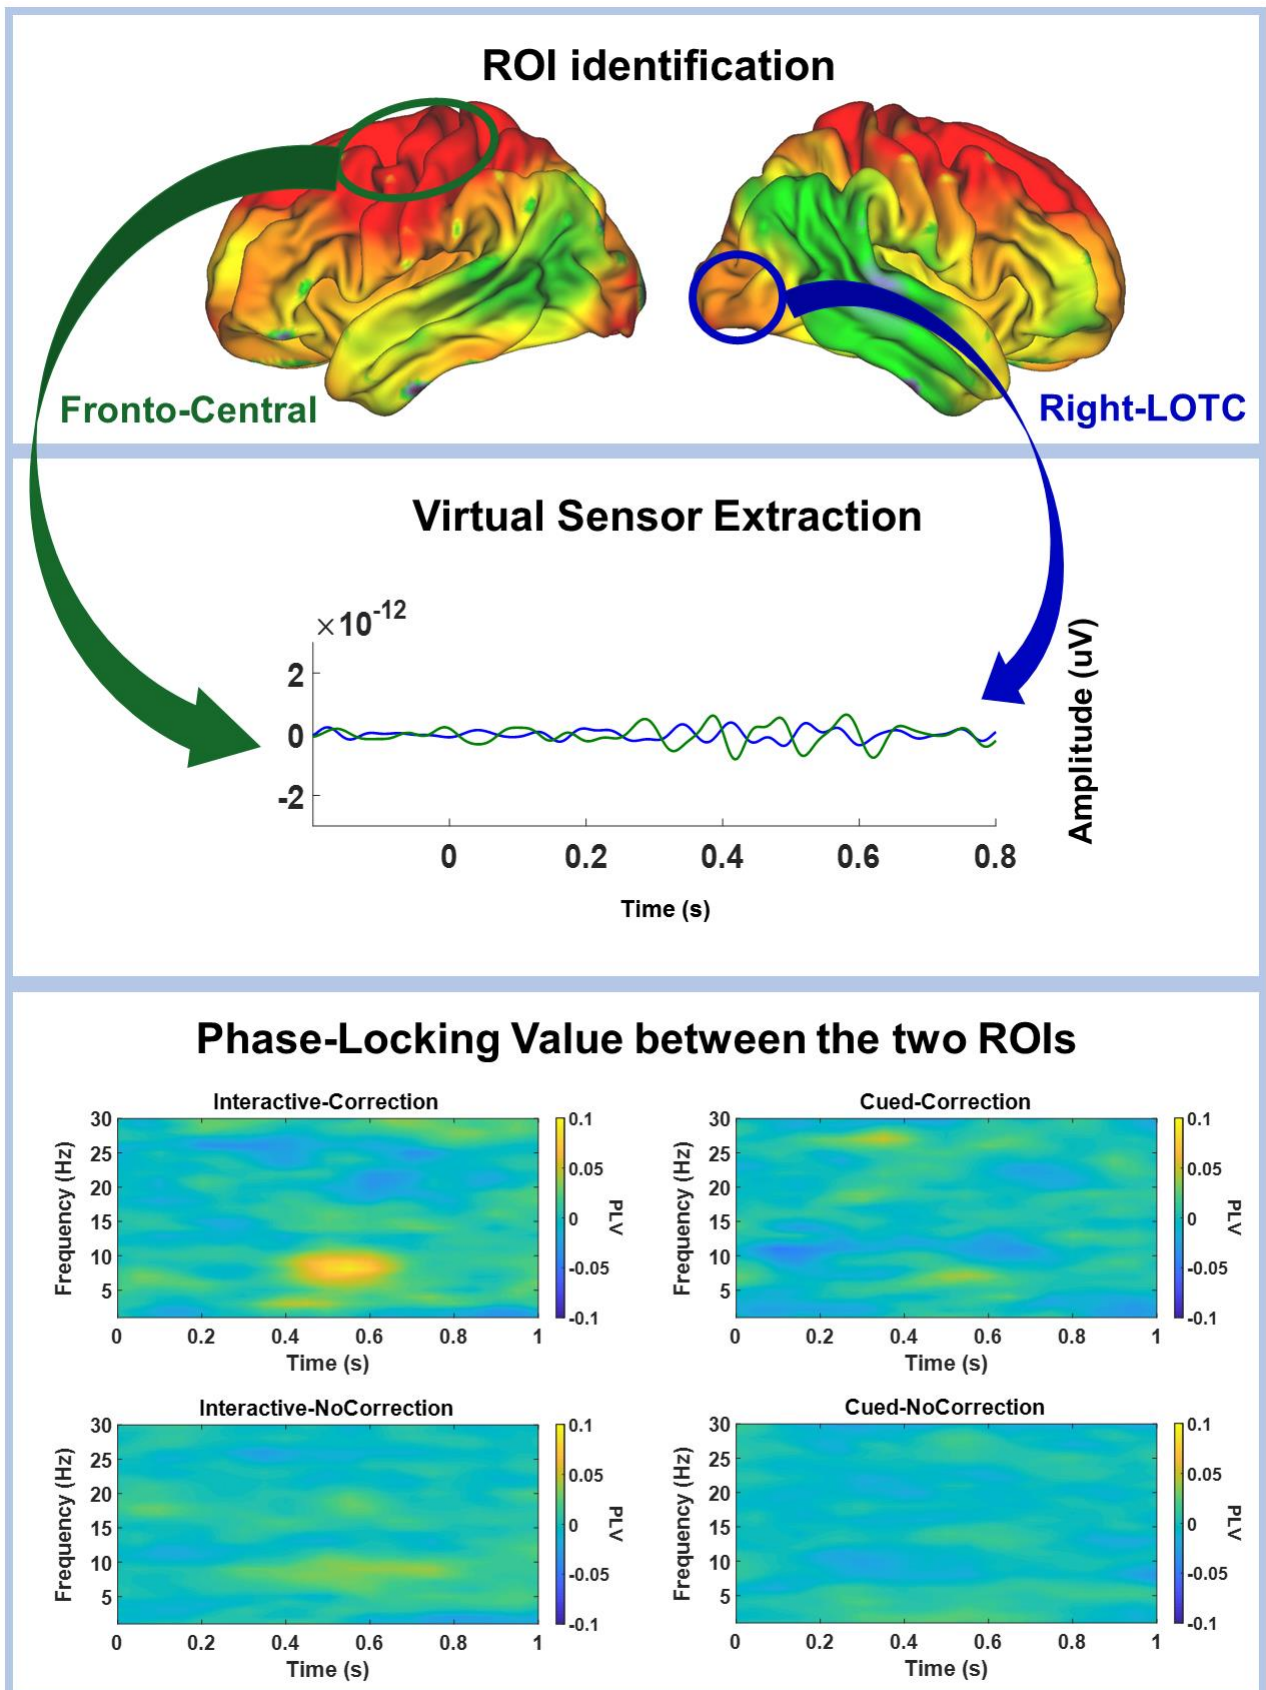 ROI identification
Fronto-Central
Right-LOTC
Virtual Sensor Extraction
×10-12
2
0
-2
0 0.2 0.4 0.6 0.8
Time (s)
Amplitude (uV)
Phase-Locking Value between the two ROIs
Interactive-Correction
Frequency (Hz)
30
25
20
15
10
5
0 0.2 0.4 0.6 0.8 1
Time (s)
0.1
0.05
0
-0.05
-0.1
PLV
Cued-Correction
Frequency (Hz)
30
25
20
15
10
5
0 0.2 0.4 0.6 0.8 1
Time (s)
0.1
0.05
0
-0.05
-0.1
PLV
Interactive-NoCorrection
Frequency (Hz)
30
25
20
15
10
5
0 0.2 0.4 0.6 0.8 1
Time (s)
0.1
0.05
0
-0.05
-0.1
PLV
Cued-NoCorrection
Frequency (Hz)
30
25
20
15
10
5
0 0.2 0.4 0.6 0.8 1
Time (s)
0.1
0.05
0
-0.05
-0.1
PLV